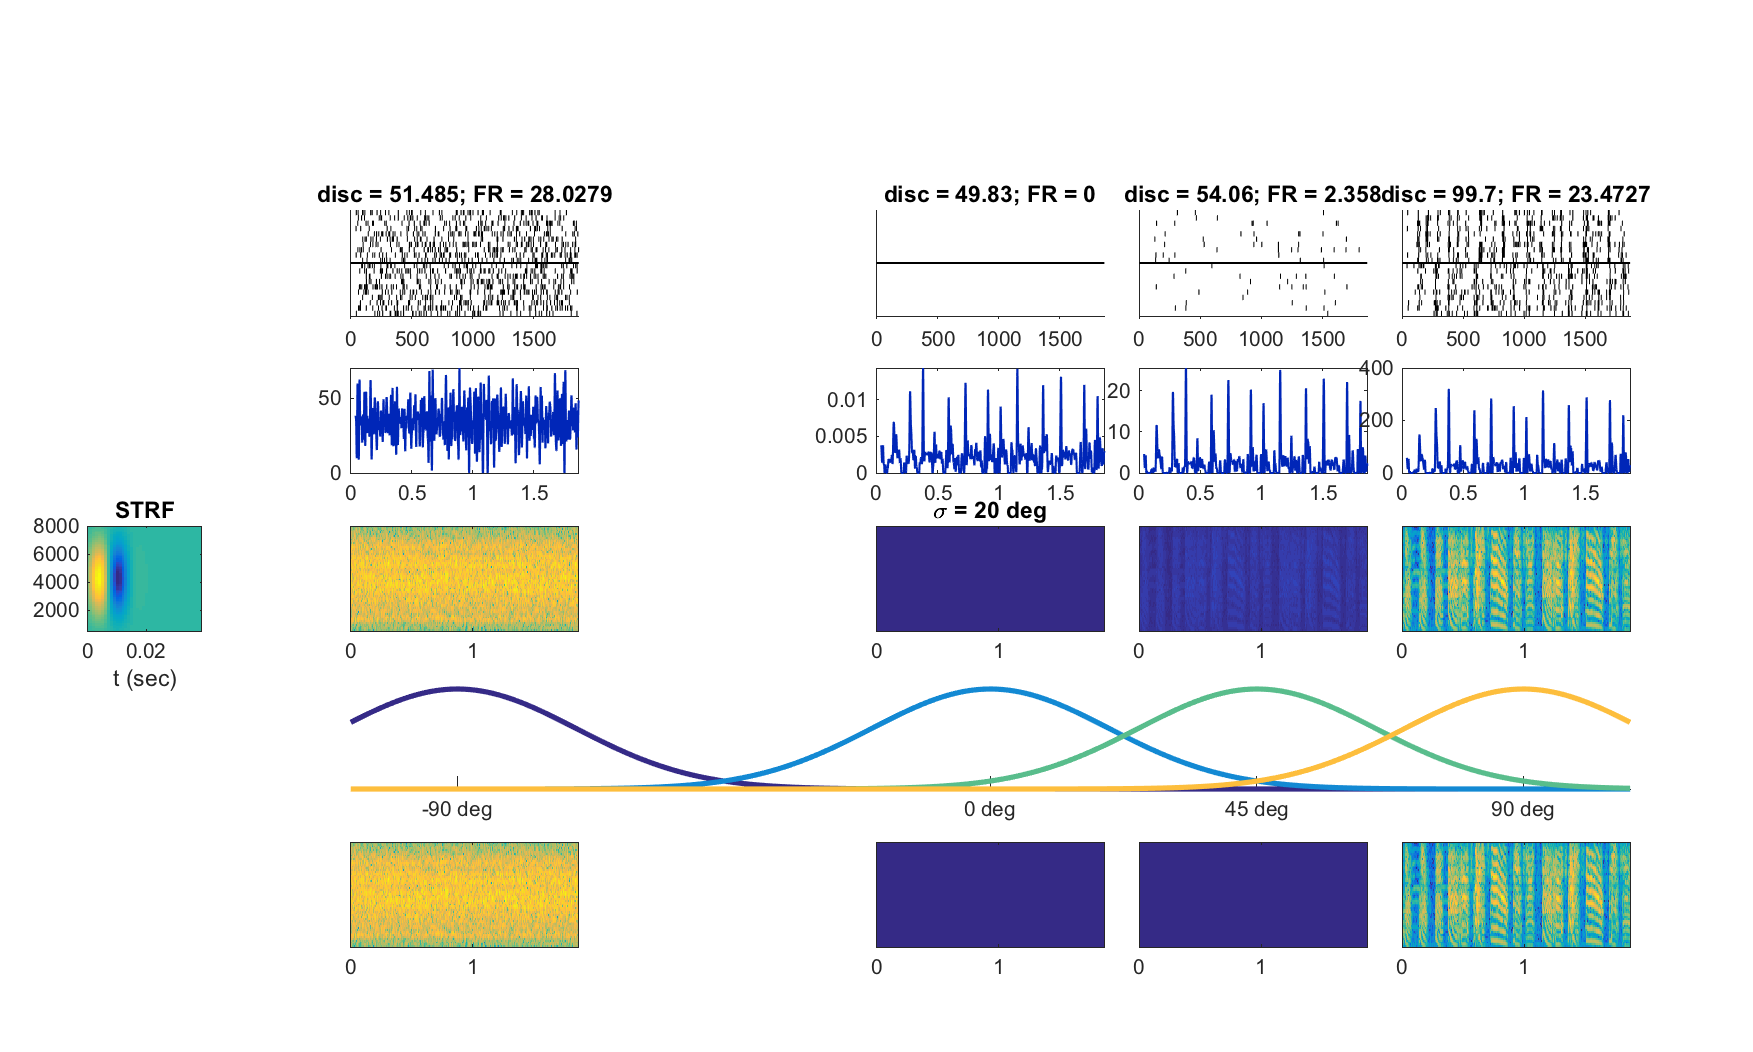 disc = 51.485; FR = 28.0279
disc = 49.83; FR = 0
disc = 54.06; FR = 2.358
disc = 99.7; FR = 23.4727
0 500 1000 1500
0 500 1000 1500
0 500 1000 1500
0 500 1000 1500
50
0
0.01
0.005
0
20
10
0
400
200
0
0 0.5 1 1.5
0 0.5 1 1.5
0 0.5 1 1.5
0 0.5 1 1.5
STRF
σ = 20 deg
8000
6000
4000
2000
0 0.02
t (sec)
0 1
0 1
0 1
0 1
-90 deg
0 deg
45 deg
90 deg
0 1
0 1
0 1
0 1